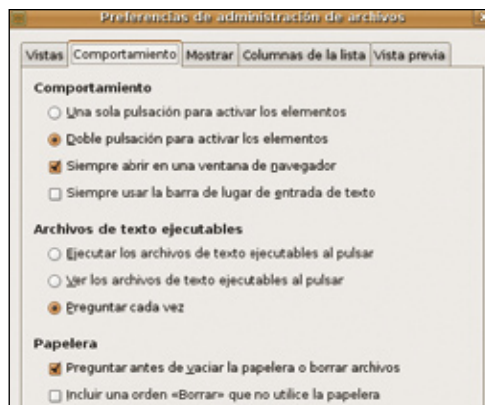 Preferencias de administración de archivos
Vistas Comportamiento Mostrar Columnas de la lista Vista previa
Comportamiento
Una sola pulsación para activar los elementos
Doble pulsación para activar los elementos
Siempre abrir en una ventana de navegador
Siempre usar la barra de lugar de entrada de texto
Archivos de texto ejecutables
Ejecutar los archivos de texto ejecutables al pulsar
Ver los archivos de texto ejecutables al pulsar
Preguntar cada vez
Papelera
Preguntar antes de vaciar la papelera o borrar archivos
Incluir una orden «Borrar» que no utilice la papelera